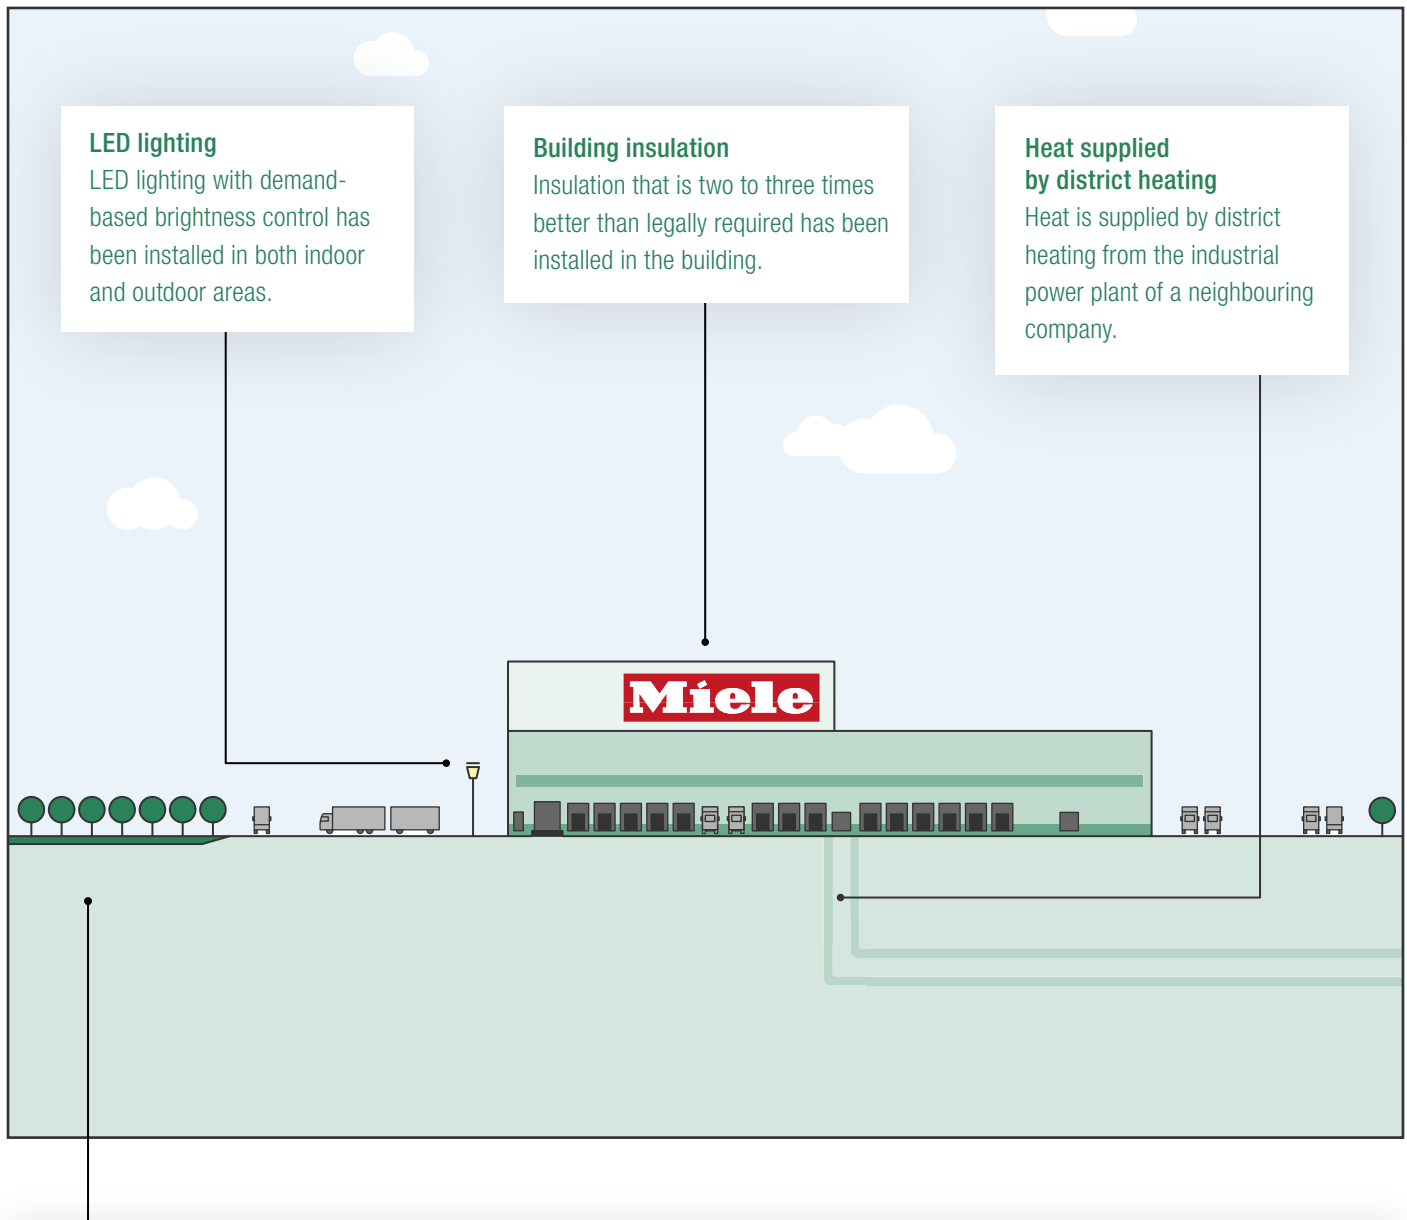 LED lighting
LED lighting with demand-
based brightness control has
been installed in both indoor
and outdoor areas.
Building insulation
Insulation that is two to three times
better than legally required has been
installed in the building.
Heat supplied
by district heating
Heat is supplied by district
heating from the industrial
power plant of a neighbouring
company.
Miele